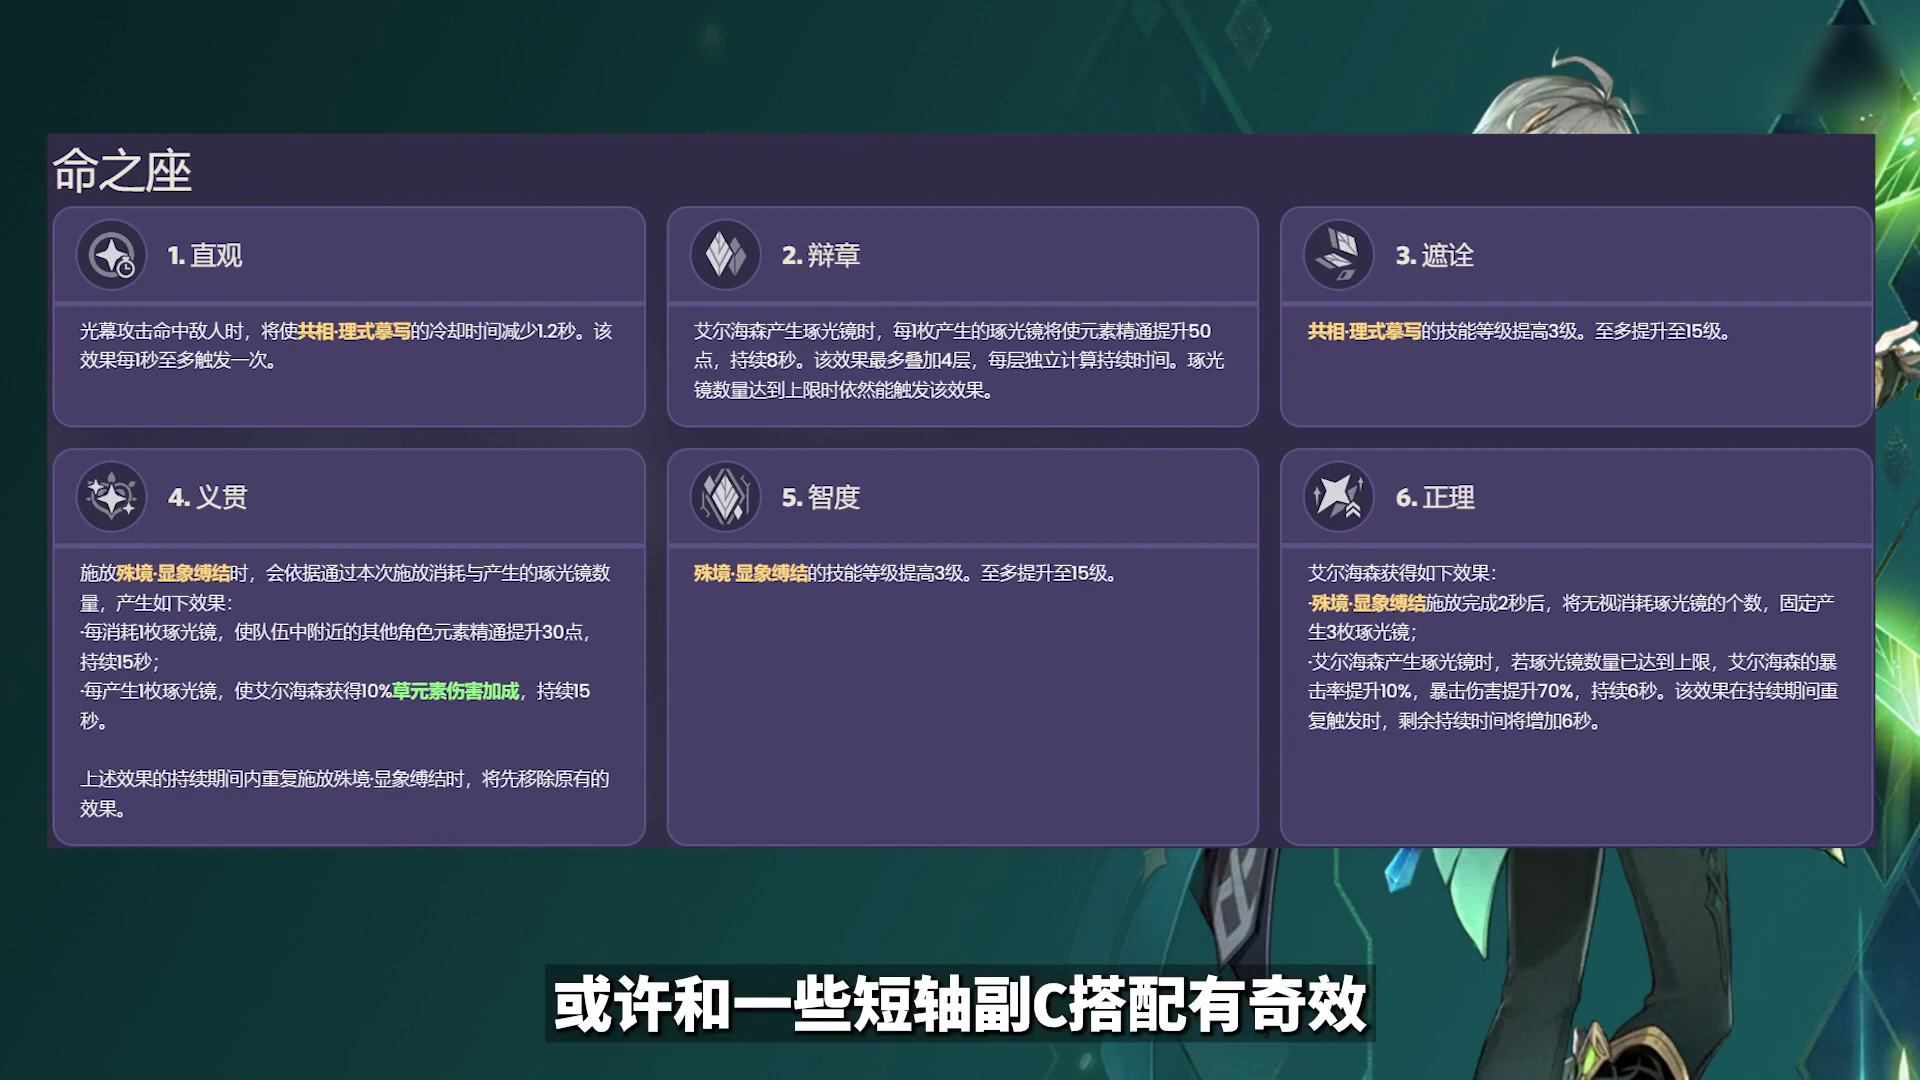 命之座
1. 直观
光幕攻击命中敌人时，将使共相·理式摹写的冷却时间减少1.2秒。该
效果每1秒至多触发一次。
2. 辩章
艾尔海森产生琢光镜时，每1枚产生的琢光镜将使元素精通提升50
点，持续8秒。该效果最多叠加4层，每层独立计算持续时间。琢光
镜数量达到上限时依然能触发该效果。
3. 遮诠
共相·理式摹写的技能等级提高3级。至多提升至15级。
4. 义贯
施放殊境·显象缚结时，会依据通过本次施放消耗与产生的琢光镜数
量，产生如下效果：
·每消耗1枚琢光镜，使队伍中附近的其他角色元素精通提升30点，
持续15秒；
·每产生1枚琢光镜，使艾尔海森获得10%草元素伤害加成，持续15
秒。
上述效果的持续期间内重复施放殊境·显象缚结时，将先移除原有的
效果。
5. 智度
殊境·显象缚结的技能等级提高3级。至多提升至15级。
6. 正理
艾尔海森获得如下效果：
·殊境·显象缚结施放完成2秒后，将无视消耗琢光镜的个数，固定产
生3枚琢光镜；
·艾尔海森产生琢光镜时，若琢光镜数量已达到上限，艾尔海森的暴
击率提升10%，暴击伤害提升70%，持续6秒。该效果在持续期间重
复触发时，剩余持续时间将增加6秒。
或许和一些短轴副C搭配有奇效